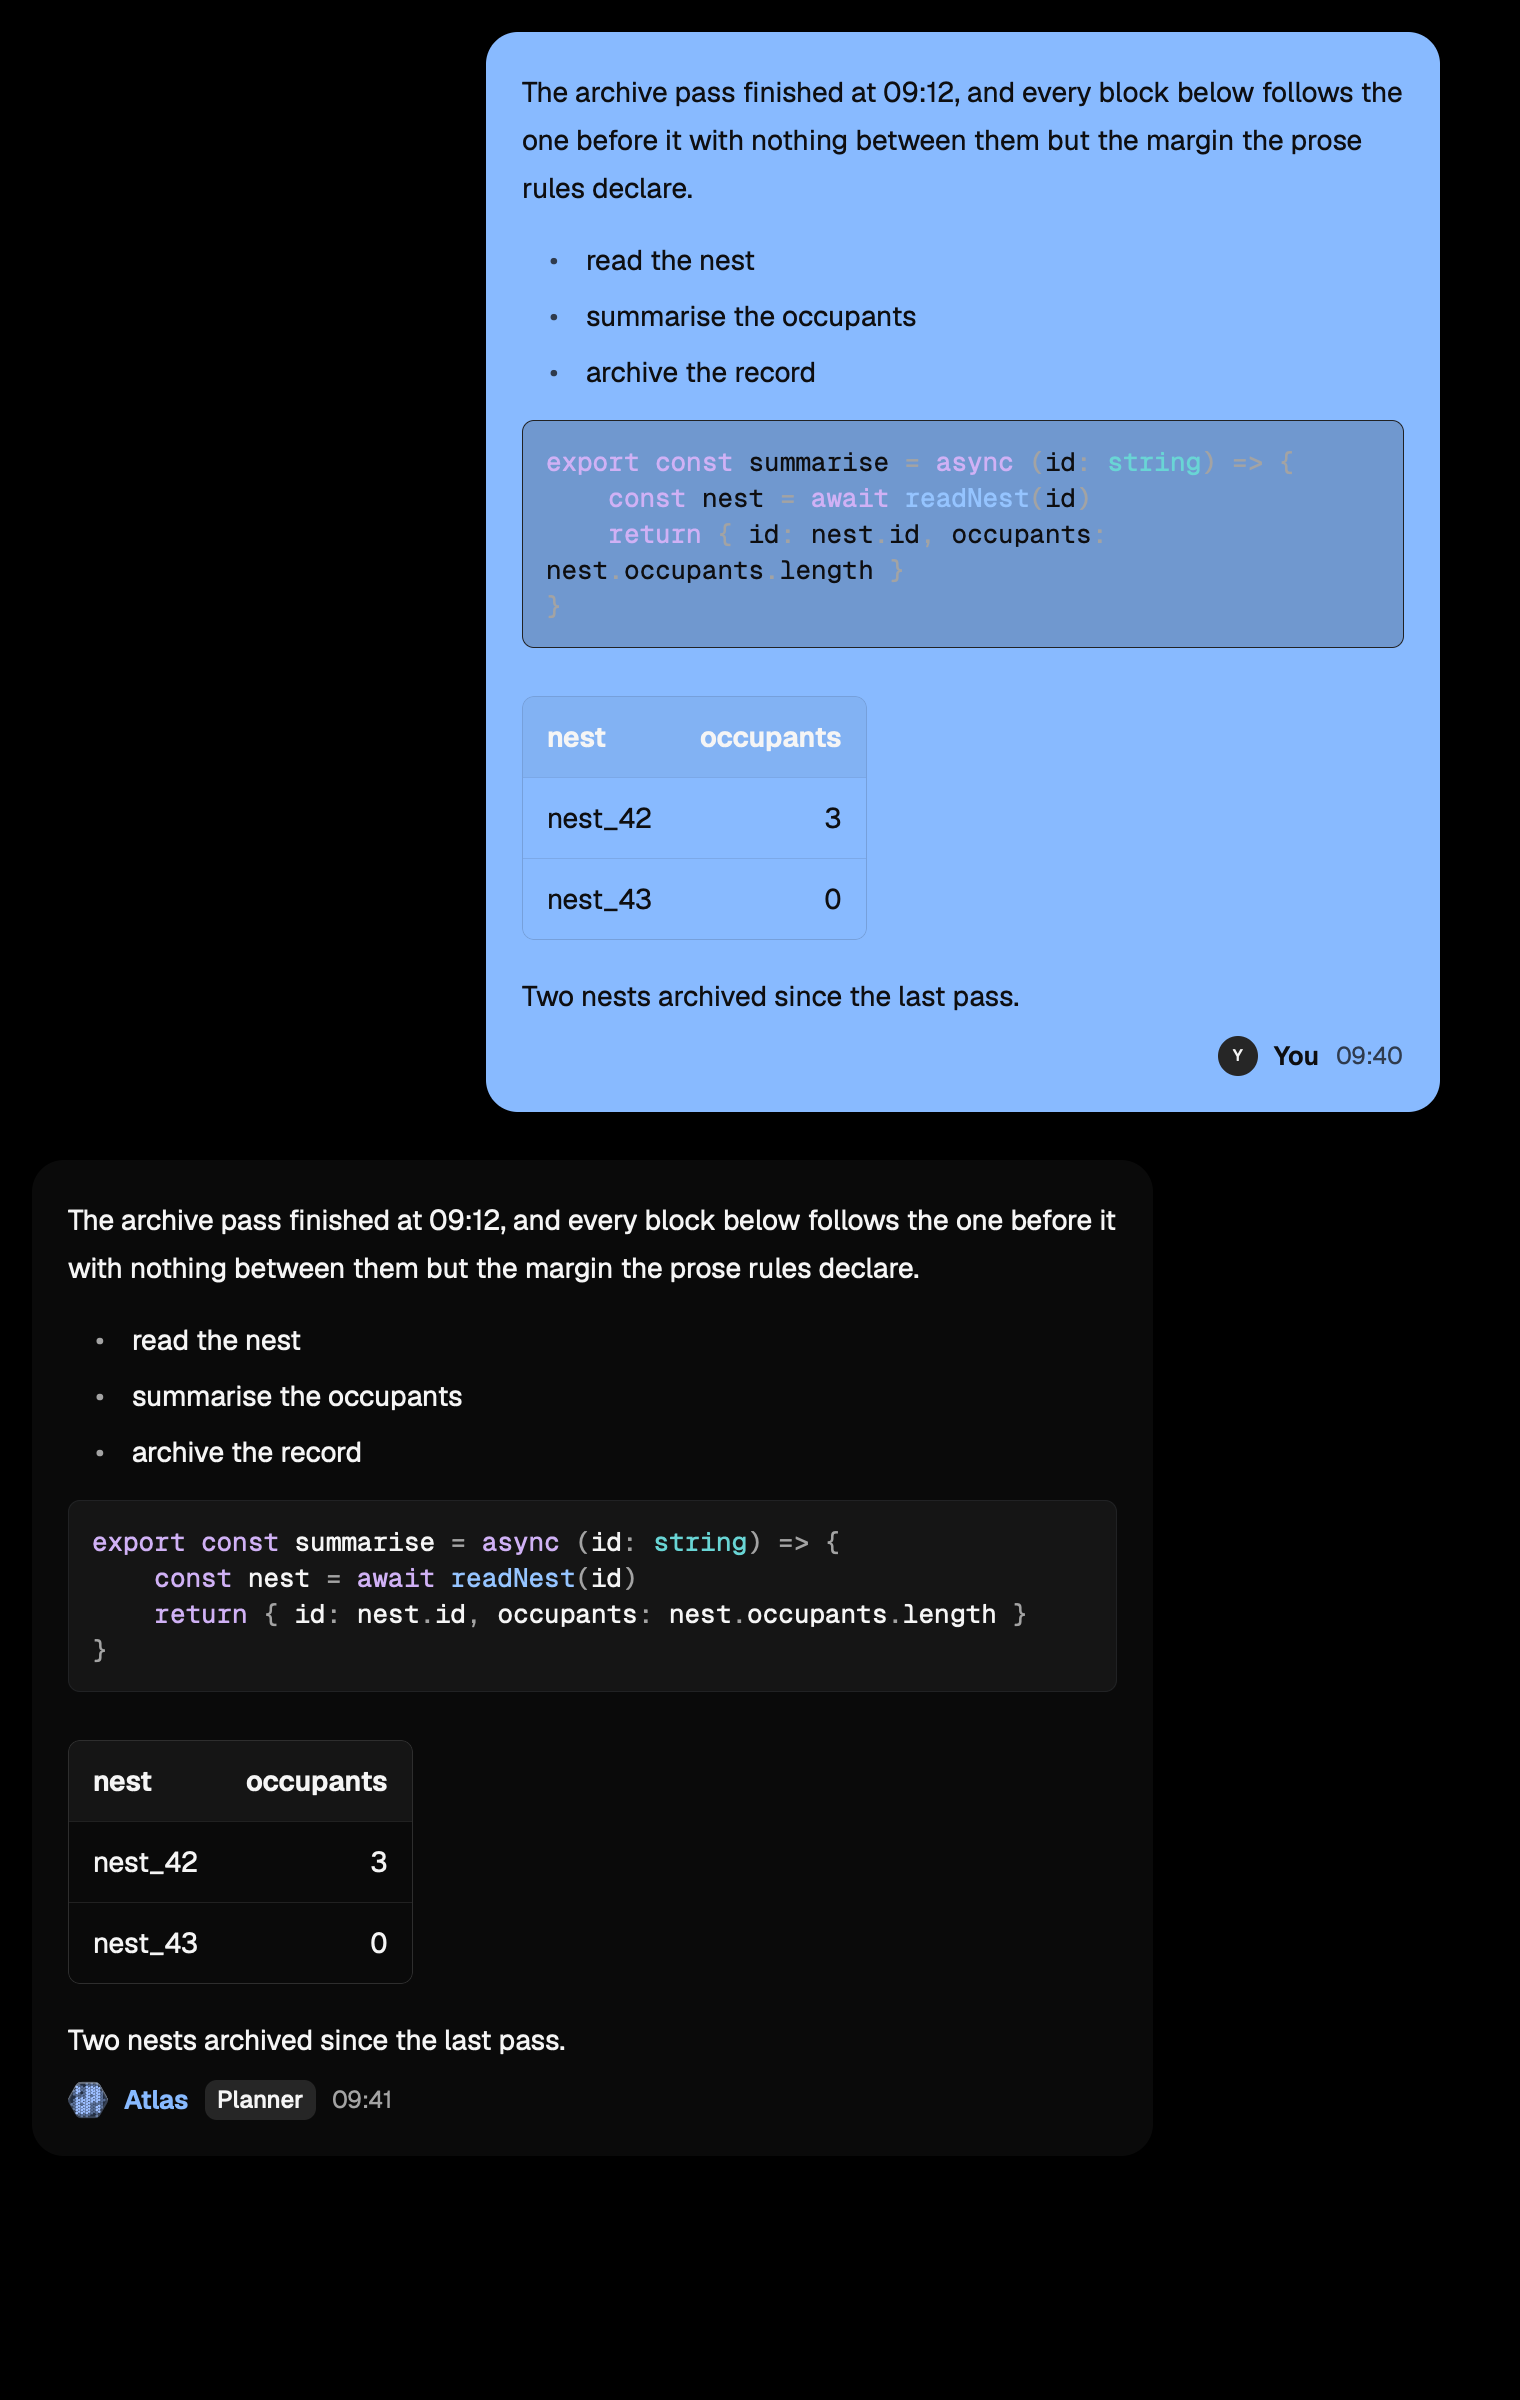 The archive pass finished at 09:12, and every block below follows the
one before it with nothing between them but the margin the prose
rules declare.
• read the nest
• summarise the occupants
• archive the record
export const summarise = async (id: string) => {
    const nest = await readNest(id)
    return { id: nest.id, occupants:
nest.occupants.length }
}
nest occupants
nest_42 3
nest_43 0
Two nests archived since the last pass.
Y You 09:40
The archive pass finished at 09:12, and every block below follows the one before it
with nothing between them but the margin the prose rules declare.
• read the nest
• summarise the occupants
• archive the record
export const summarise = async (id: string) => {
    const nest = await readNest(id)
    return { id: nest.id, occupants: nest.occupants.length }
}
nest occupants
nest_42 3
nest_43 0
Two nests archived since the last pass.
Atlas Planner 09:41